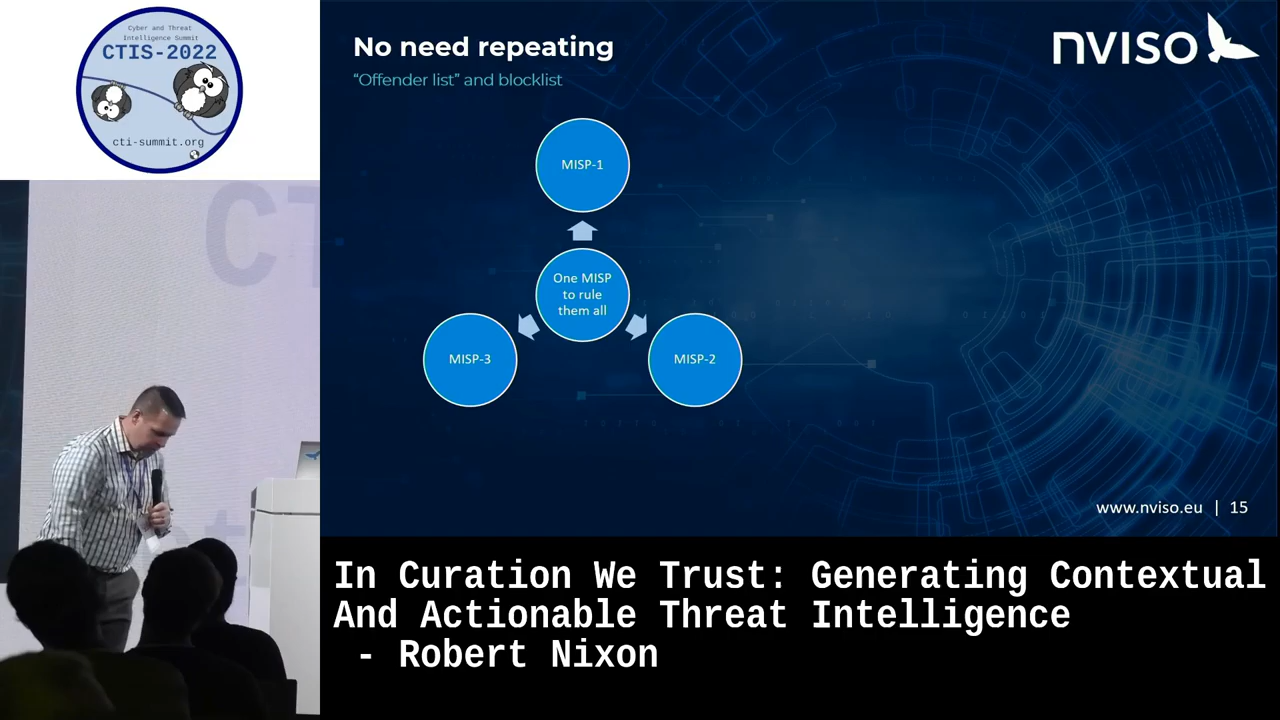 Cyber and Threat
Intelligence Summit
CTIS-2022
cti-summit.org
No need repeating
“Offender list” and blocklist
nviso
MISP-1
One MISP
to rule
them all
MISP-3
MISP-2
www.nviso.eu | 15
In Curation We Trust: Generating Contextual
And Actionable Threat Intelligence
- Robert Nixon